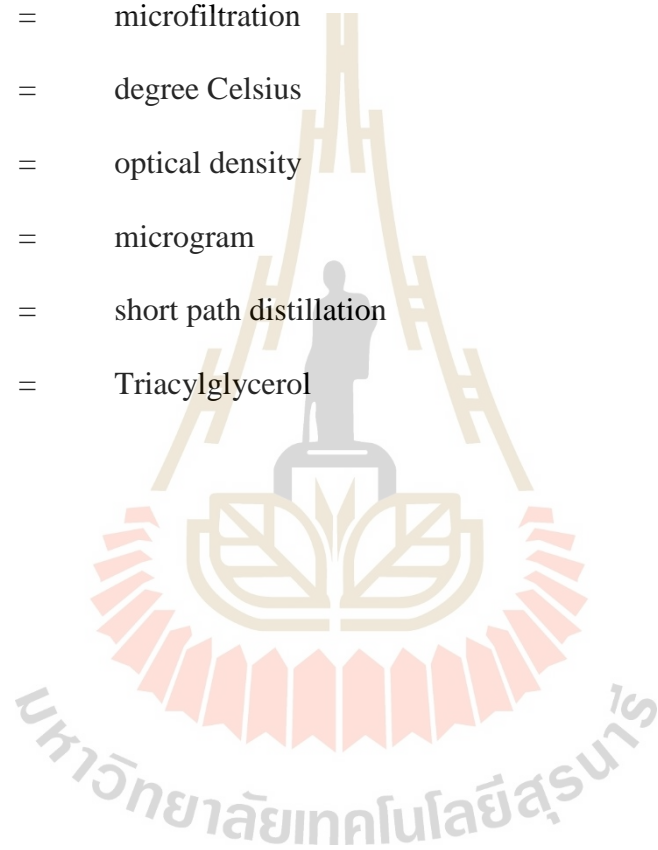 = microfiltration
= degree Celsius
= optical density
= microgram
= short path distillation
= Triacylglycerol
มหาวิทยาลัยเทคโนโลยีสุรนารี